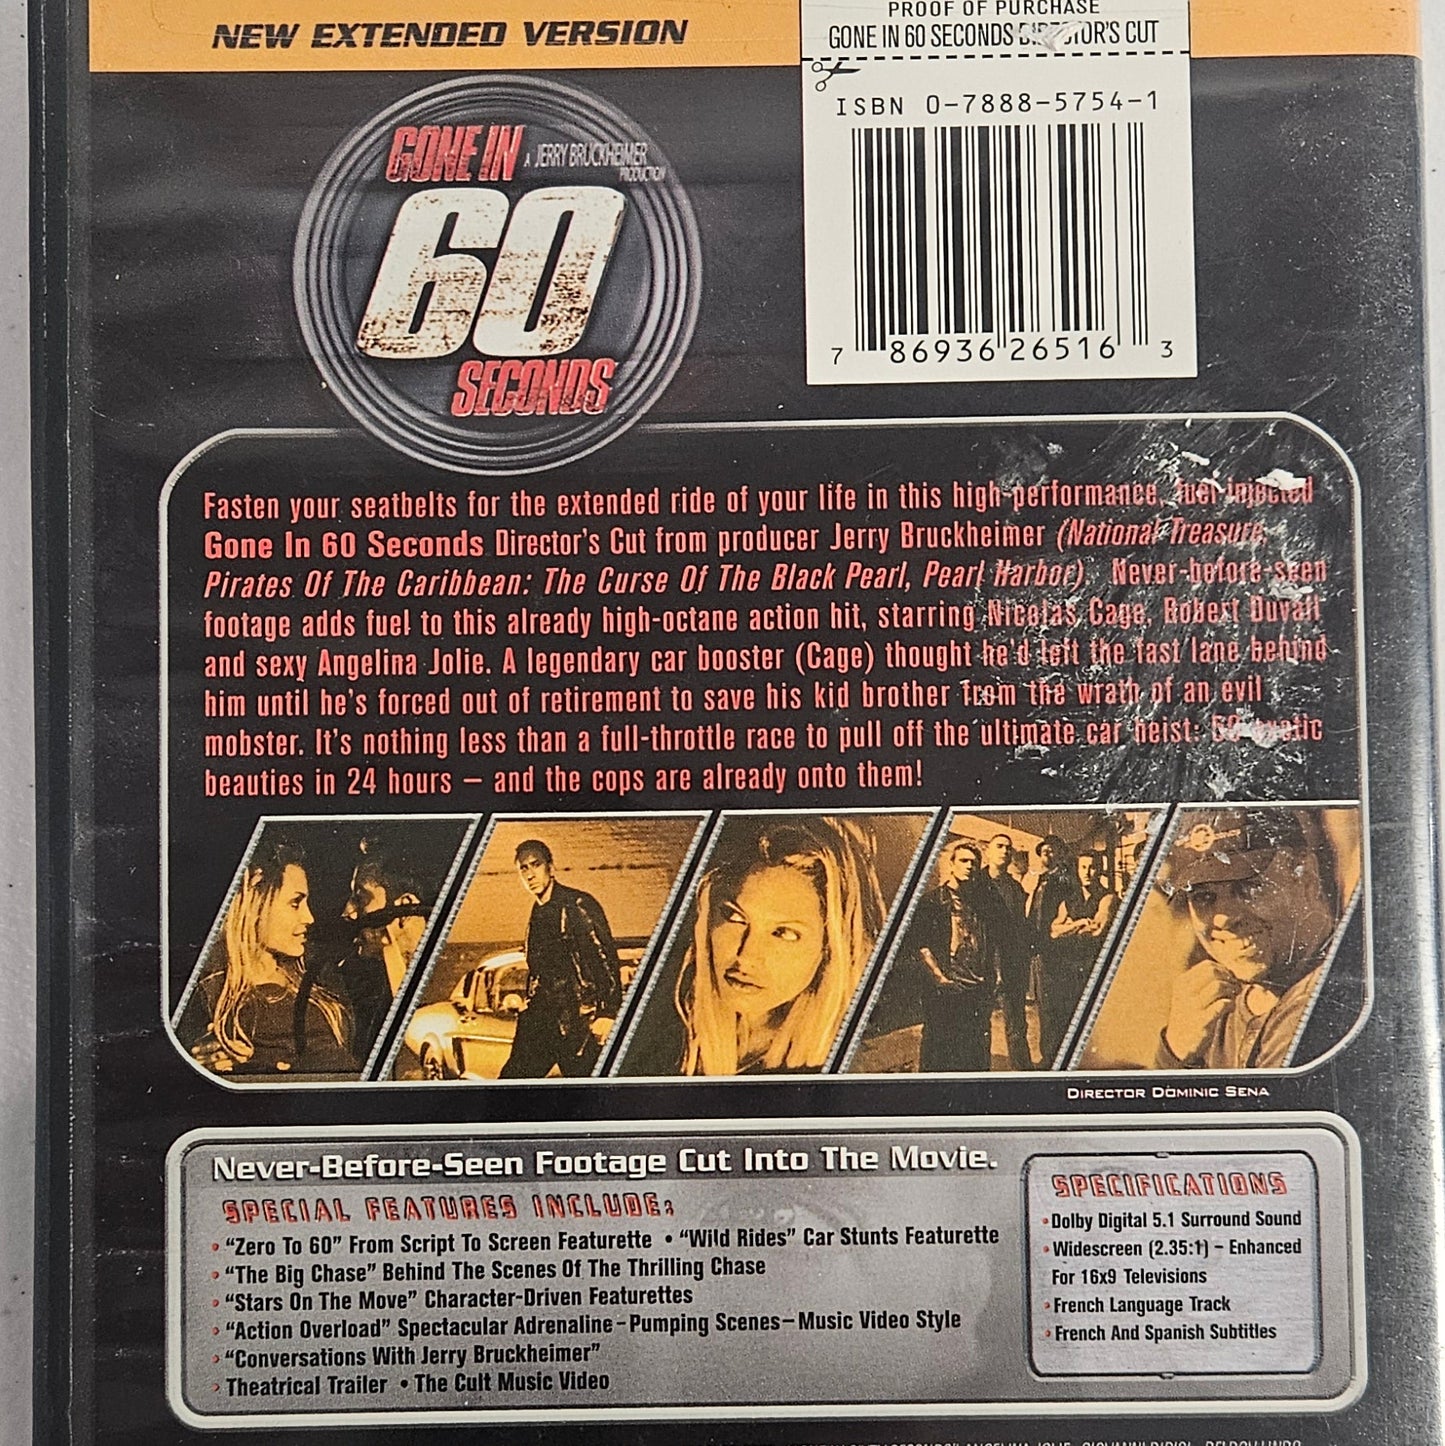 NEW EXTENDED VERSION
PROOF OF PURCHASE
GONE IN 60 SECONDS DIRECTOR'S CUT
ISBN 0-7888-5754-1
7 86936 26516 3
GONE IN
A JERRY BRUCKHEIMER
PRODUCTION
60
SECONDS
Fasten your seatbelts for the extended ride of your life in this high-performance, fuel-injected
Gone In 60 Seconds Director's Cut from producer Jerry Bruckheimer (National Treasure,
Pirates Of The Caribbean: The Curse Of The Black Pearl, Pearl Harbor). Never-before-seen
footage adds fuel to this already high-octane action hit, starring Nicolas Cage, Robert Duvall
and sexy Angelina Jolie. A legendary car booster (Cage) thought he'd left the fast lane behind
him until he's forced out of retirement to save his kid brother from the wrath of an evil
mobster. It's nothing less than a full-throttle race to pull off the ultimate car heist: 50 exotic
beauties in 24 hours – and the cops are already onto them!
DIRECTOR DOMINIC SENA
Never-Before-Seen Footage Cut Into The Movie.
SPECIAL FEATURES INCLUDE:
• "Zero To 60" From Script To Screen Featurette • "Wild Rides" Car Stunts Featurette
• "The Big Chase" Behind The Scenes Of The Thrilling Chase
• "Stars On The Move" Character-Driven Featurettes
• "Action Overload" Spectacular Adrenaline-Pumping Scenes – Music Video Style
• "Conversations With Jerry Bruckheimer"
• Theatrical Trailer • The Cult Music Video
SPECIFICATIONS
• Dolby Digital 5.1 Surround Sound
• Widescreen (2.35:1) – Enhanced
For 16x9 Televisions
• French Language Track
• French And Spanish Subtitles